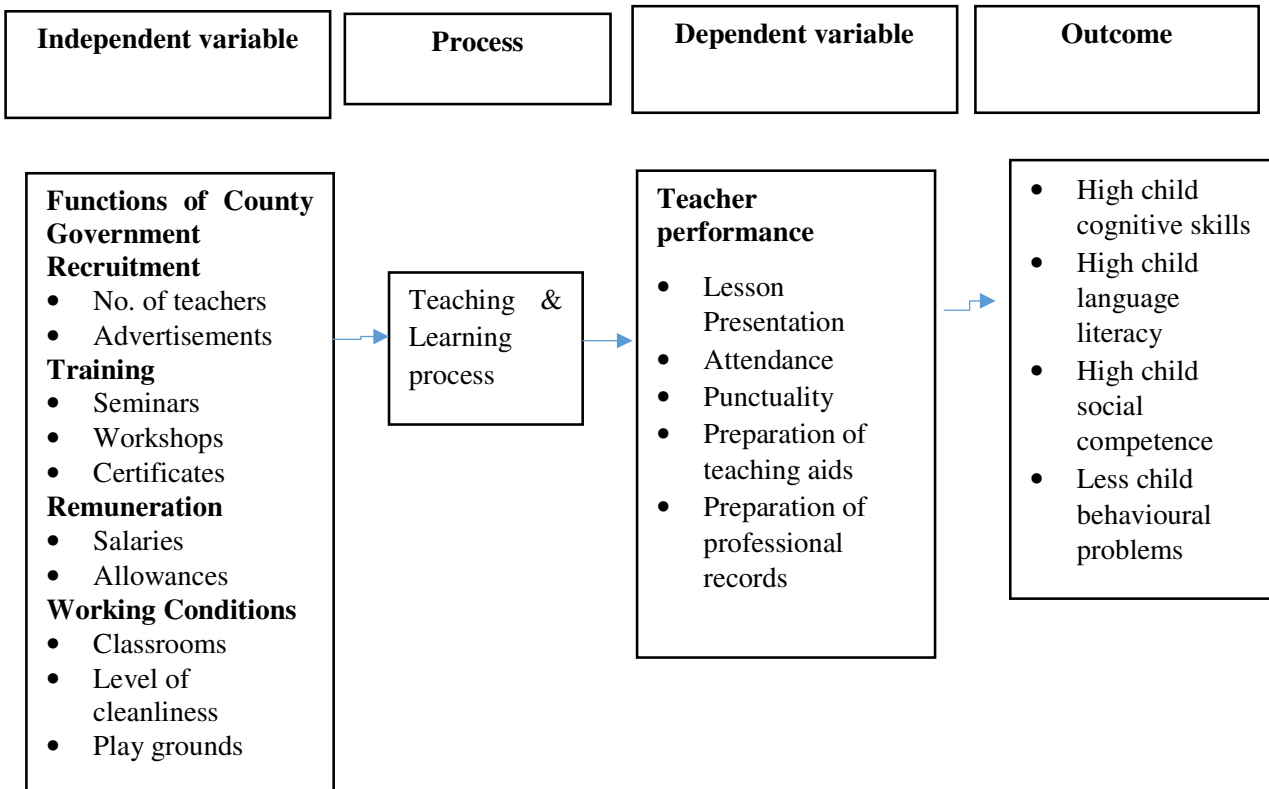 Independent variable
Process
Dependent variable
Outcome
Functions of County
Government
Recruitment
• No. of teachers
• Advertisements
Training
• Seminars
• Workshops
• Certificates
Remuneration
• Salaries
• Allowances
Working Conditions
• Classrooms
• Level of
cleanliness
• Play grounds
Teaching &
Learning
process
Teacher
performance
• Lesson
Presentation
• Attendance
• Punctuality
• Preparation of
teaching aids
• Preparation of
professional
records
• High child
cognitive skills
• High child
language
literacy
• High child
social
competence
• Less child
behavioural
problems